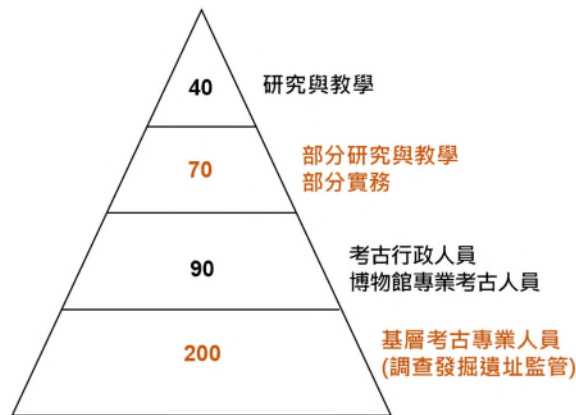 40
研究與教學
70
部分研究與教學
部分實務
90
考古行政人員
博物館專業考古人員
200
基層考古專業人員
(調查發掘遺址監管)